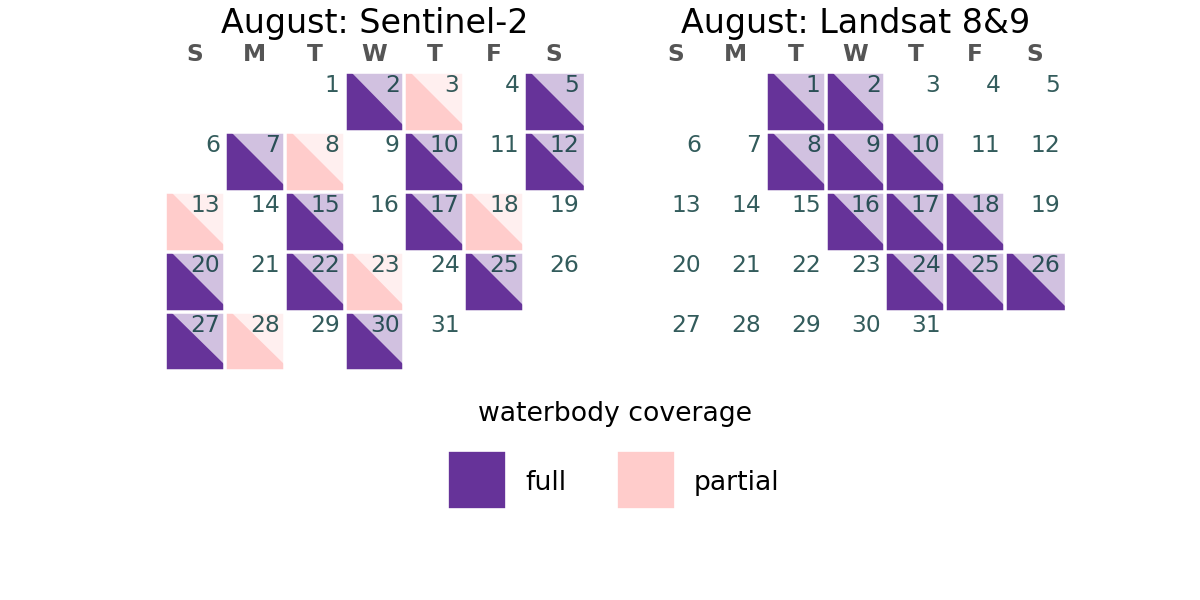 August: Sentinel-2
S M T W T F S
1 2 3 4 5
6 7 8 9 10 11 12
13 14 15 16 17 18 19
20 21 22 23 24 25 26
27 28 29 30 31
August: Landsat 8&9
S M T W T F S
1 2 3 4 5
6 7 8 9 10 11 12
13 14 15 16 17 18 19
20 21 22 23 24 25 26
27 28 29 30 31
waterbody coverage
full partial